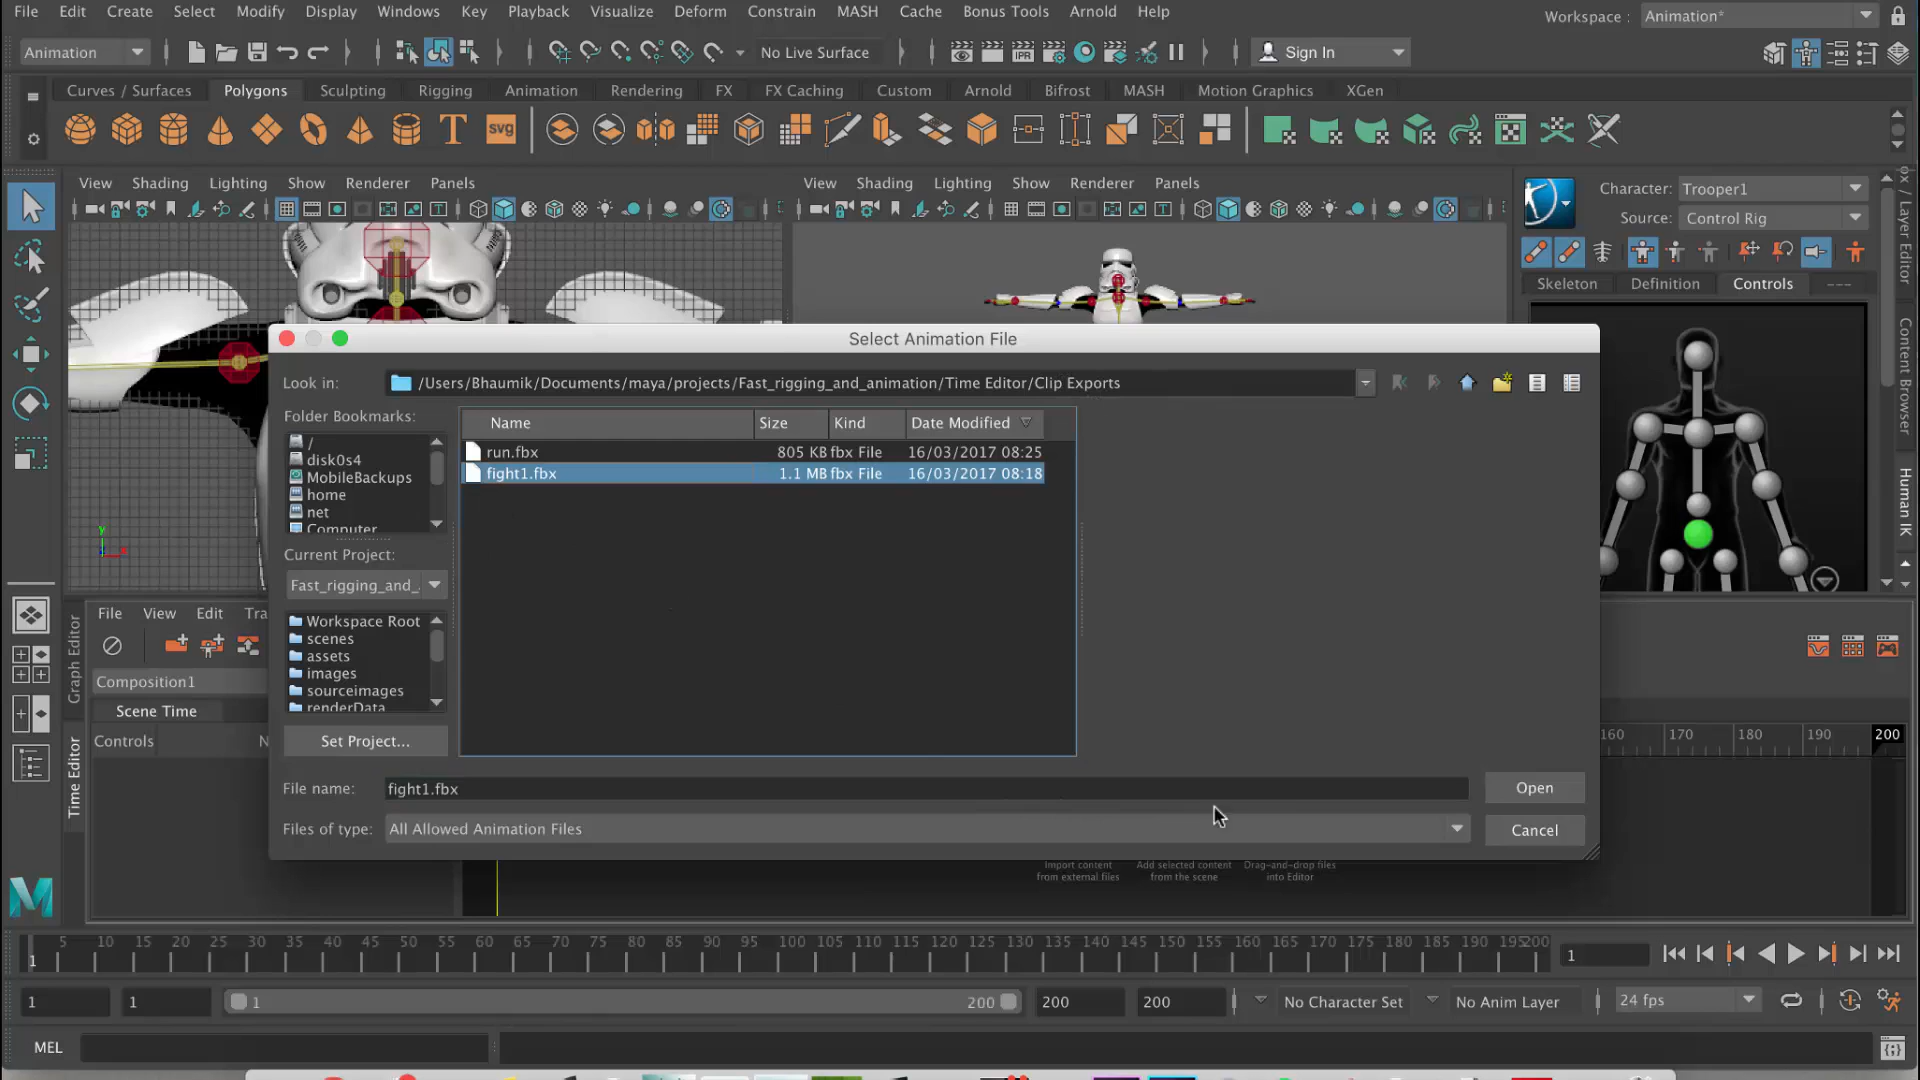 File Edit Create Select Modify Display Windows Mesh Key Playback Visualize Deform Constrain MASH Cache Bonus Tools Arnold Help
Workspace : Animation*
Animation No Live Surface Sign In
Curves / Surfaces Polygons Sculpting Rigging Animation Rendering FX FX Caching Custom Arnold Bifrost MASH Motion Graphics XGen
T svg
View Shading Lighting Show Renderer Panels View Shading Lighting Show Renderer Panels
Character: Trooper1
Source: Control Rig
Skeleton Definition Controls
Select Animation File
Look in: /Users/Bhaumik/Documents/maya/projects/Fast_rigging_and_animation/Time Editor/Clip Exports
Folder Bookmarks:
Name Size Kind Date Modified
/
disk0s4
MobileBackups
home
net
Computer
run.fbx 805 KB fbx File 16/03/2017 08:25
fight1.fbx 1.1 MB fbx File 16/03/2017 08:18
Current Project:
Fast_rigging_and_
Workspace Root
scenes
assets
images
sourceimages
renderData
Set Project...
File name: fight1.fbx Open
Files of type: All Allowed Animation Files Cancel
Layer Editor
Channel Browser
Human IK
Graph Editor
Time Editor
File View Edit Tra
Composition1
Scene Time
Controls N
160 170 180 190 200
Import content
from external files
Add selected content
from the scene
Drag-and-drop files
into Editor
5 10 15 20 25 30 35 40 45 50 55 60 65 70 75 80 85 90 95 100 105 110 115 120 125 130 135 140 145 150 155 160 165 170 175 180 185 190 195 200
1 1
1 1 1 200 200 200 No Character Set No Anim Layer 24 fps
MEL